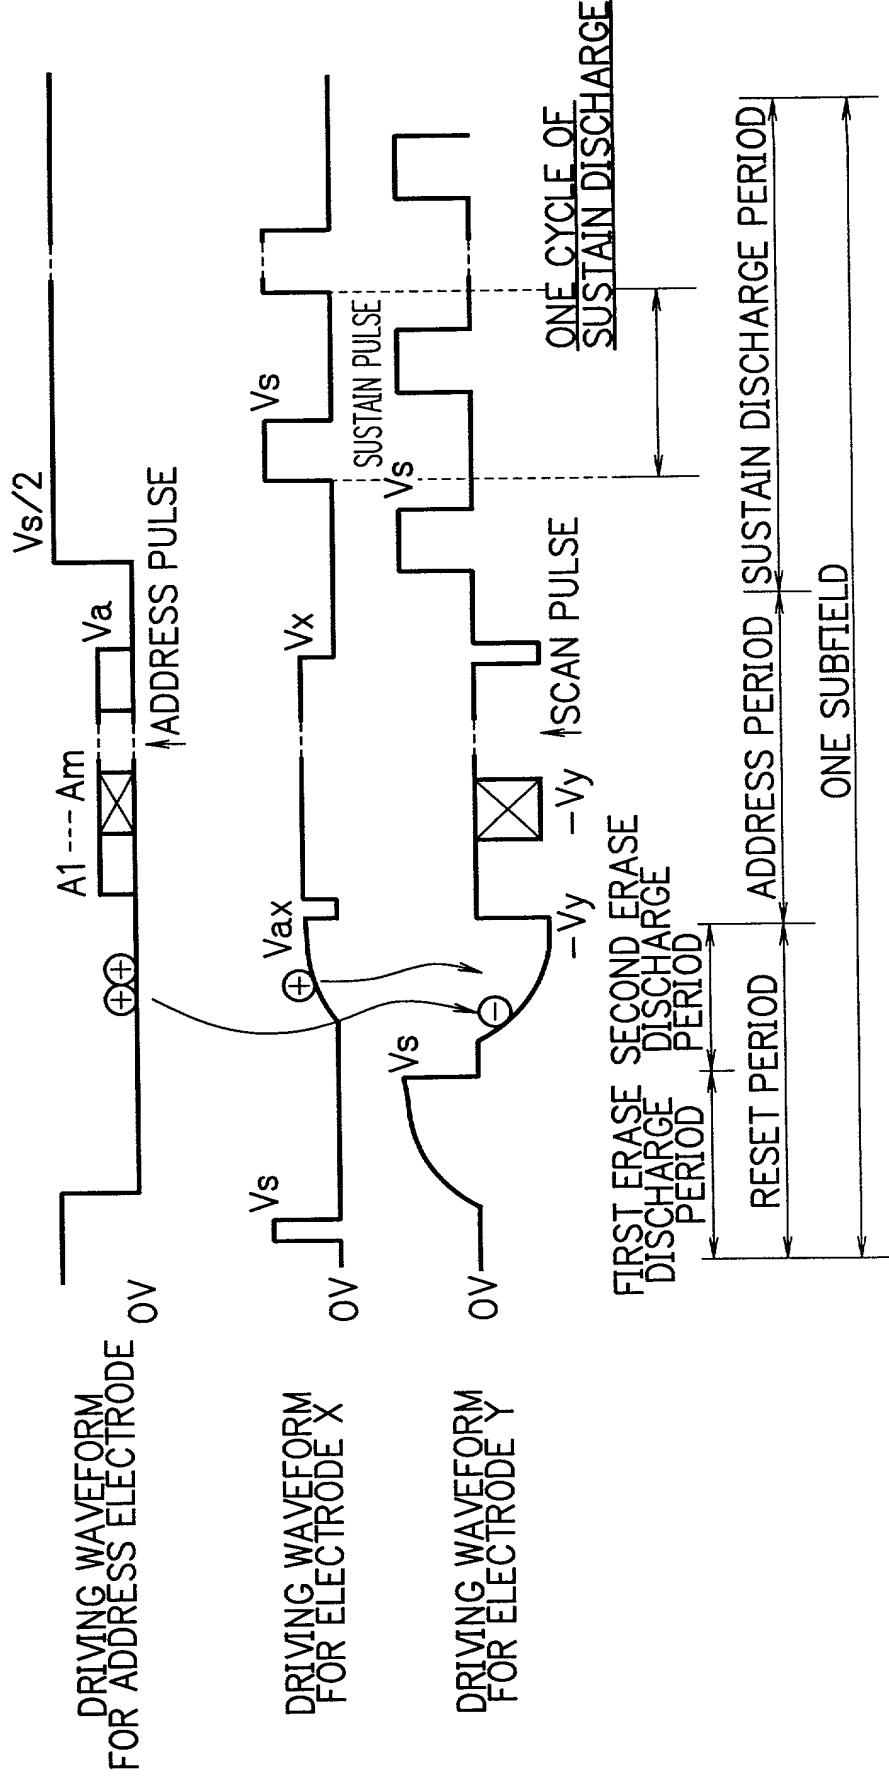 DRIVING WAVEFORM
FOR ADDRESS ELECTRODE
0V
A1 ---- Am
Va
Vs/2
ADDRESS PULSE
DRIVING WAVEFORM
FOR ELECTRODE X
0V
Vs
Vax
Vx
Vs
SUSTAIN PULSE
DRIVING WAVEFORM
FOR ELECTRODE Y
0V
Vs
-Vy
-Vy
SCAN PULSE
Vs
ONE CYCLE OF
SUSTAIN DISCHARGE
FIRST ERASE
DISCHARGE
PERIOD
SECOND ERASE
DISCHARGE
PERIOD
RESET PERIOD
ADDRESS PERIOD
SUSTAIN DISCHARGE PERIOD
ONE SUBFIELD